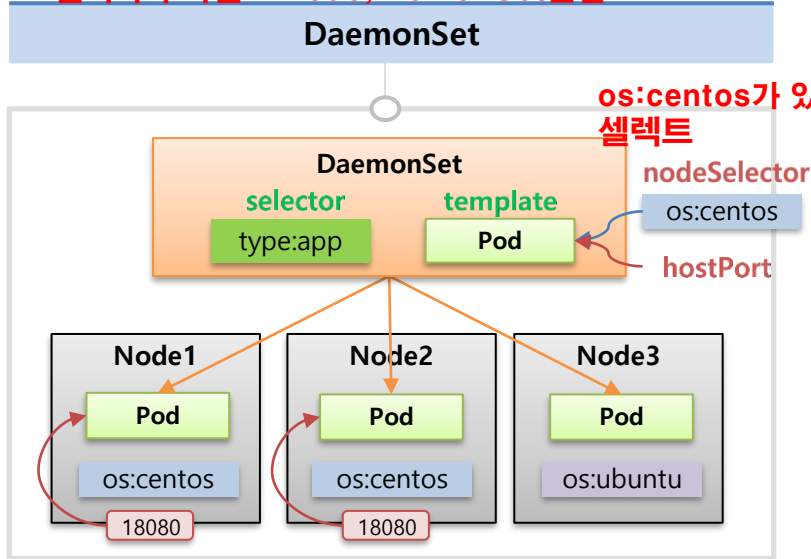 DaemonSet
os:centos가 있
셀렉트
DaemonSet
nodeSelector
selector
template
os:centos
type:app
Pod
hostPort
Node1
Node2
Node3
Pod
Pod
Pod
os:centos
os:centos
os:ubuntu
18080
18080